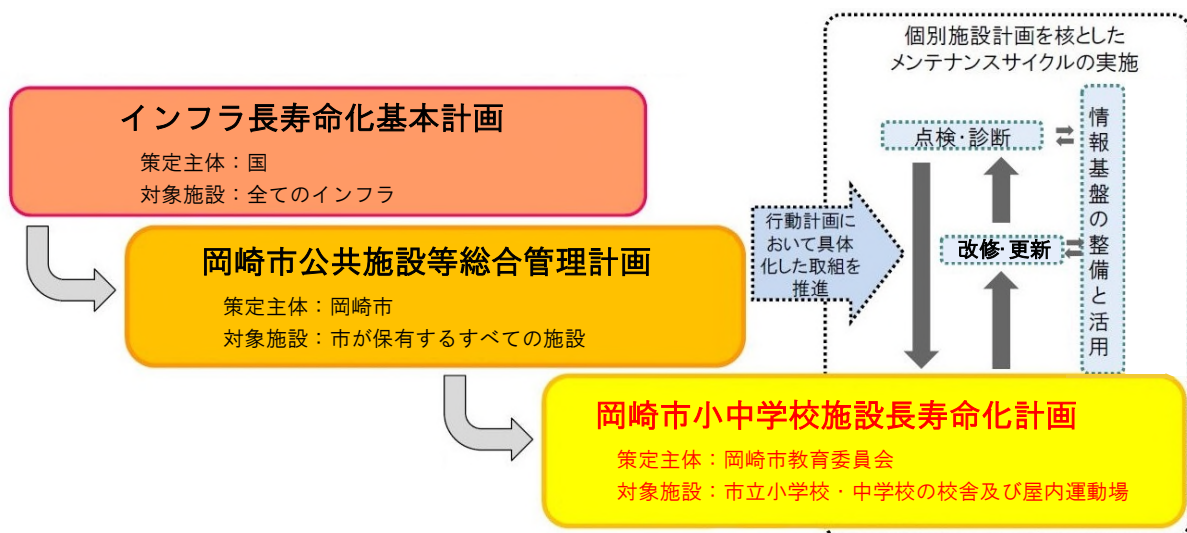 インフラ長寿命化基本計画
策定主体：国
対象施設：全てのインフラ
岡崎市公共施設等総合管理計画
策定主体：岡崎市
対象施設：市が保有するすべての施設
岡崎市小中学校施設長寿命化計画
策定主体：岡崎市教育委員会
対象施設：市立小学校・中学校の校舎及び屋内運動場
行動計画に
おいて具体
化した取組を
推進
個別施設計画を核とした
メンテナンスサイクルの実施
点検・診断
改修・更新
情報基盤の整備と活用